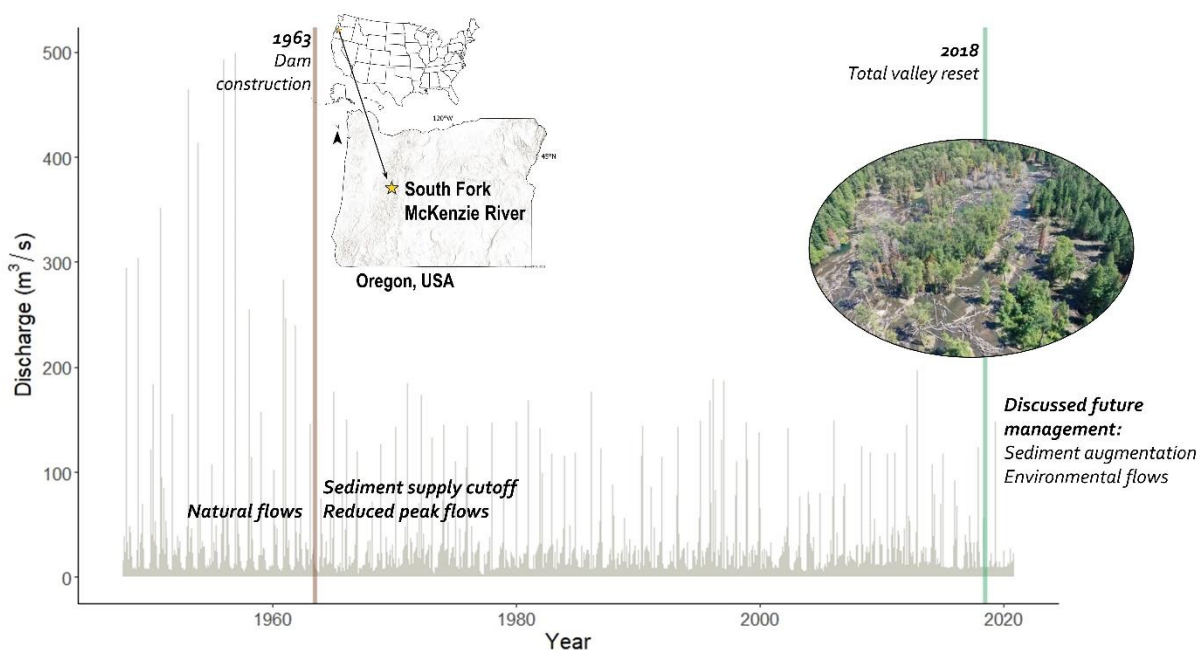 1963
Dam
construction
120°W
45°N
South Fork
McKenzie River
Oregon, USA
2018
Total valley reset
Discussed future
management:
Sediment augmentation
Environmental flows
Natural flows
Sediment supply cutoff
Reduced peak flows
Discharge (m³/s)
500
400
300
200
100
0
1960
1980
2000
2020
Year